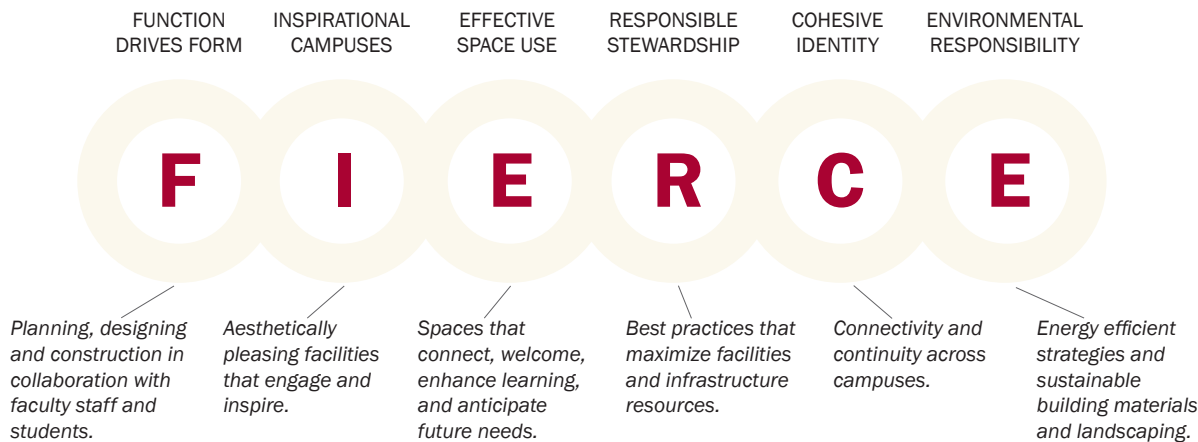 FUNCTION
DRIVES FORM
INSPIRATIONAL
CAMPUSES
EFFECTIVE
SPACE USE
RESPONSIBLE
STEWARDSHIP
COHESIVE
IDENTITY
ENVIRONMENTAL
RESPONSIBILITY
F I E R C E
Planning, designing
and construction in
collaboration with
faculty staff and
students.
Aesthetically
pleasing facilities
that engage and
inspire.
Spaces that
connect, welcome,
enhance learning,
and anticipate
future needs.
Best practices that
maximize facilities
and infrastructure
resources.
Connectivity and
continuity across
campuses.
Energy efficient
strategies and
sustainable
building materials
and landscaping.